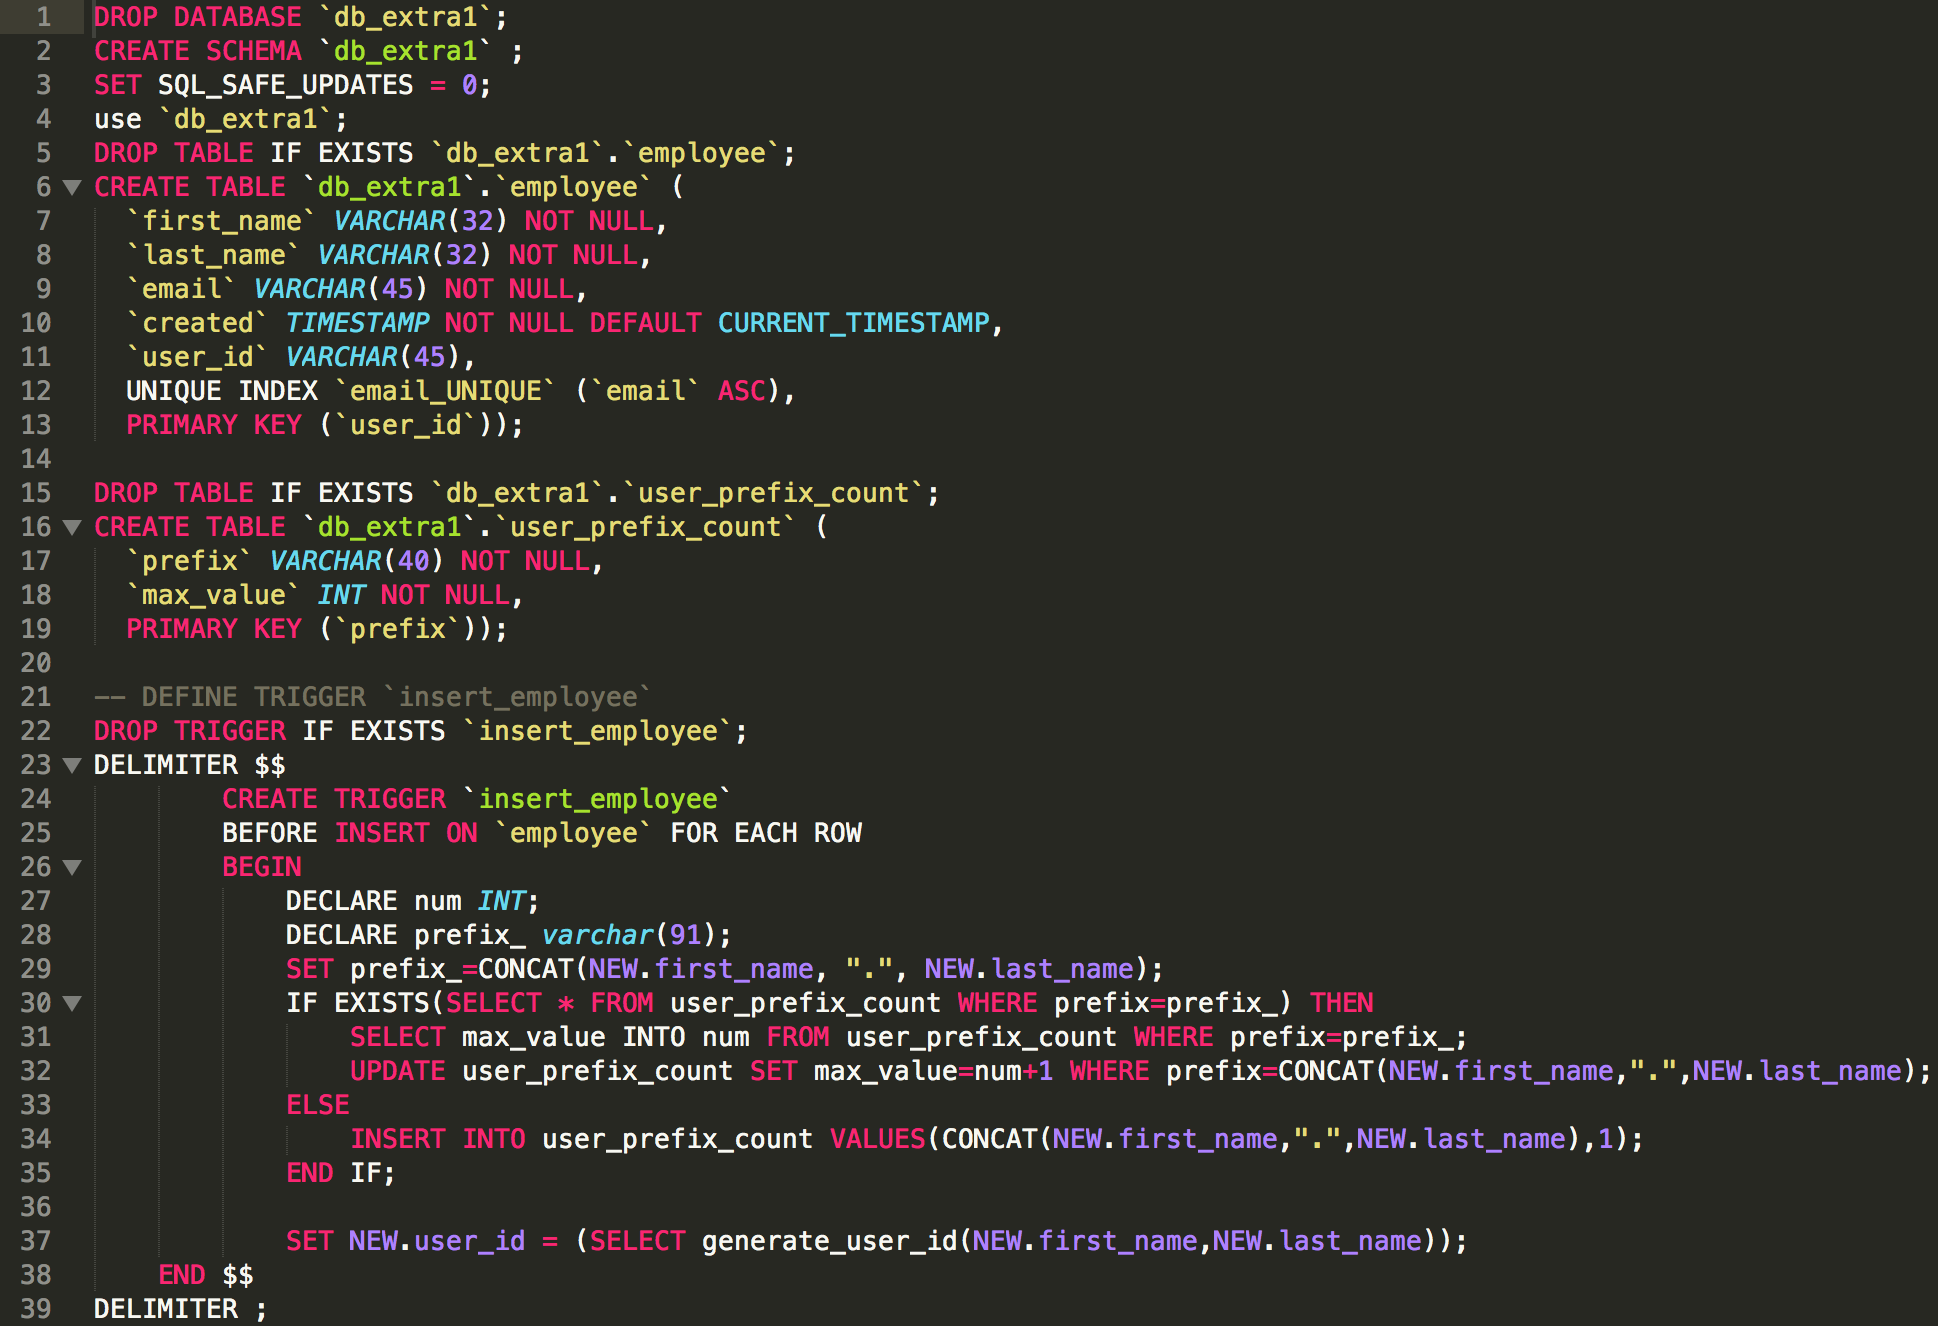 1 DROP DATABASE `db_extra1`;
2 CREATE SCHEMA `db_extra1` ;
3 SET SQL_SAFE_UPDATES = 0;
4 use `db_extra1`;
5 DROP TABLE IF EXISTS `db_extra1`.`employee`;
6 CREATE TABLE `db_extra1`.`employee` (
7   `first_name` VARCHAR(32) NOT NULL,
8   `last_name` VARCHAR(32) NOT NULL,
9   `email` VARCHAR(45) NOT NULL,
10   `created` TIMESTAMP NOT NULL DEFAULT CURRENT_TIMESTAMP,
11   `user_id` VARCHAR(45),
12   UNIQUE INDEX `email_UNIQUE` (`email` ASC),
13   PRIMARY KEY (`user_id`));
14
15 DROP TABLE IF EXISTS `db_extra1`.`user_prefix_count`;
16 CREATE TABLE `db_extra1`.`user_prefix_count` (
17   `prefix` VARCHAR(40) NOT NULL,
18   `max_value` INT NOT NULL,
19   PRIMARY KEY (`prefix`));
20
21 -- DEFINE TRIGGER `insert_employee`
22 DROP TRIGGER IF EXISTS `insert_employee`;
23 DELIMITER $$
24         CREATE TRIGGER `insert_employee`
25         BEFORE INSERT ON `employee` FOR EACH ROW
26         BEGIN
27             DECLARE num INT;
28             DECLARE prefix_ varchar(91);
29             SET prefix_=CONCAT(NEW.first_name, ".", NEW.last_name);
30             IF EXISTS(SELECT * FROM user_prefix_count WHERE prefix=prefix_) THEN
31                 SELECT max_value INTO num FROM user_prefix_count WHERE prefix=prefix_;
32                 UPDATE user_prefix_count SET max_value=num+1 WHERE prefix=CONCAT(NEW.first_name,".",NEW.last_name);
33             ELSE
34                 INSERT INTO user_prefix_count VALUES(CONCAT(NEW.first_name,".",NEW.last_name),1);
35             END IF;
36
37             SET NEW.user_id = (SELECT generate_user_id(NEW.first_name,NEW.last_name));
38     END $$
39 DELIMITER ;